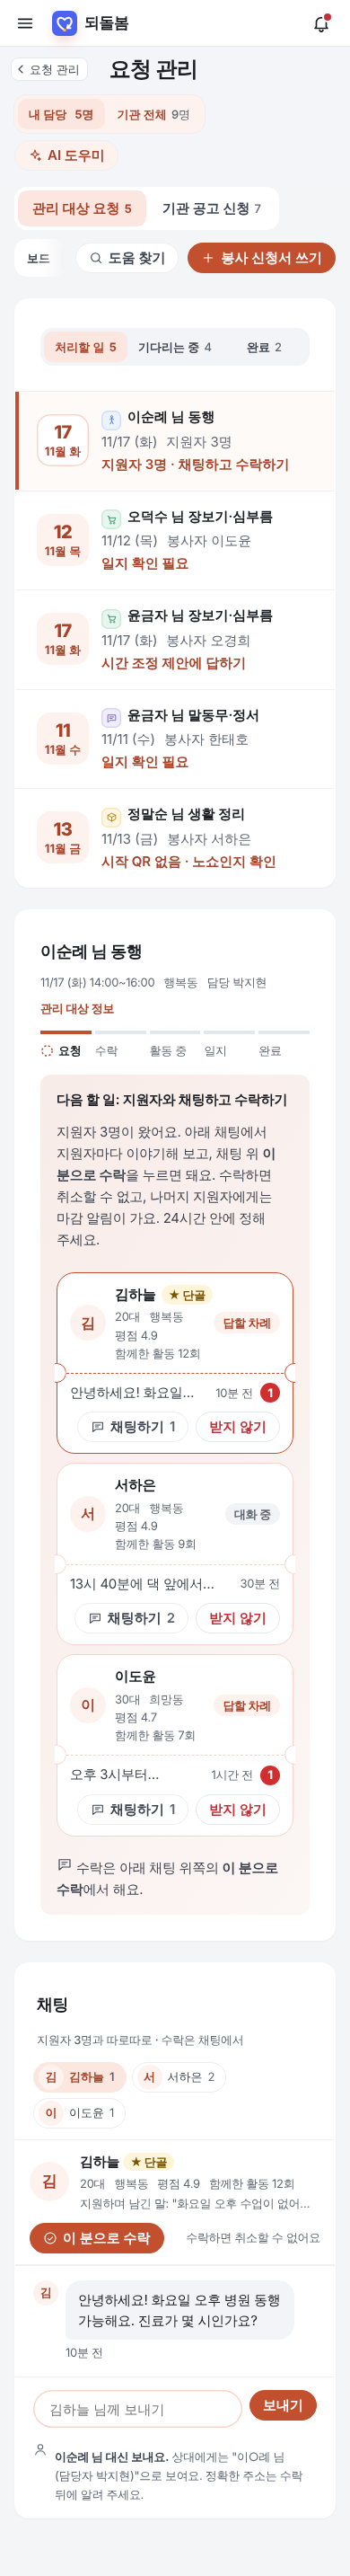 되돌봄
요청 관리
요청 관리
내 담당 5명
기관 전체 9명
AI 도우미
관리 대상 요청 5
기관 공고 신청 7
보드
도움 찾기
봉사 신청서 쓰기
처리할 일 5
기다리는 중 4
완료 2
17
11월 화
이순례 님 동행
11/17 (화) 지원자 3명
지원자 3명 · 채팅하고 수락하기
12
11월 목
오덕수 님 장보기·심부름
11/12 (목) 봉사자 이도윤
일지 확인 필요
17
11월 화
윤금자 님 장보기·심부름
11/17 (화) 봉사자 오경희
시간 조정 제안에 답하기
11
11월 수
윤금자 님 말동무·정서
11/11 (수) 봉사자 한태호
일지 확인 필요
13
11월 금
정말순 님 생활 정리
11/13 (금) 봉사자 서하은
시작 QR 없음 · 노쇼인지 확인
이순례 님 동행
11/17 (화) 14:00~16:00 행복동 담당 박지현
관리 대상 정보
요청
수락
활동 중
일지
완료
다음 할 일: 지원자와 채팅하고 수락하기
지원자 3명이 왔어요. 아래 채팅에서
지원자마다 이야기해 보고, 채팅 위 이
분으로 수락을 누르면 돼요. 수락하면
취소할 수 없고, 나머지 지원자에게는
마감 알림이 가요. 24시간 안에 정해
주세요.
김
김하늘 ★ 단골
20대 행복동
평점 4.9
함께한 활동 12회
답할 차례
안녕하세요! 화요일...
10분 전 1
채팅하기 1
받지 않기
서
서하은
20대 행복동
평점 4.9
함께한 활동 9회
대화 중
13시 40분에 댁 앞에서...
30분 전
채팅하기 2
받지 않기
이
이도윤
30대 희망동
평점 4.7
함께한 활동 7회
답할 차례
오후 3시부터...
1시간 전 1
채팅하기 1
받지 않기
수락은 아래 채팅 위쪽의 이 분으로
수락에서 해요.
채팅
지원자 3명과 따로따로 · 수락은 채팅에서
김 김하늘 1
서 서하은 2
이 이도윤 1
김
김하늘 ★ 단골
20대 행복동 평점 4.9 함께한 활동 12회
지원하며 남긴 말: "화요일 오후 수업이 없어...
이 분으로 수락
수락하면 취소할 수 없어요
김
안녕하세요! 화요일 오후 병원 동행
가능해요. 진료가 몇 시인가요?
10분 전
김하늘 님께 보내기
보내기
이순례 님 대신 보내요. 상대에게는 "이○례 님
(담당자 박지현)"으로 보여요. 정확한 주소는 수락
뒤에 알려 주세요.